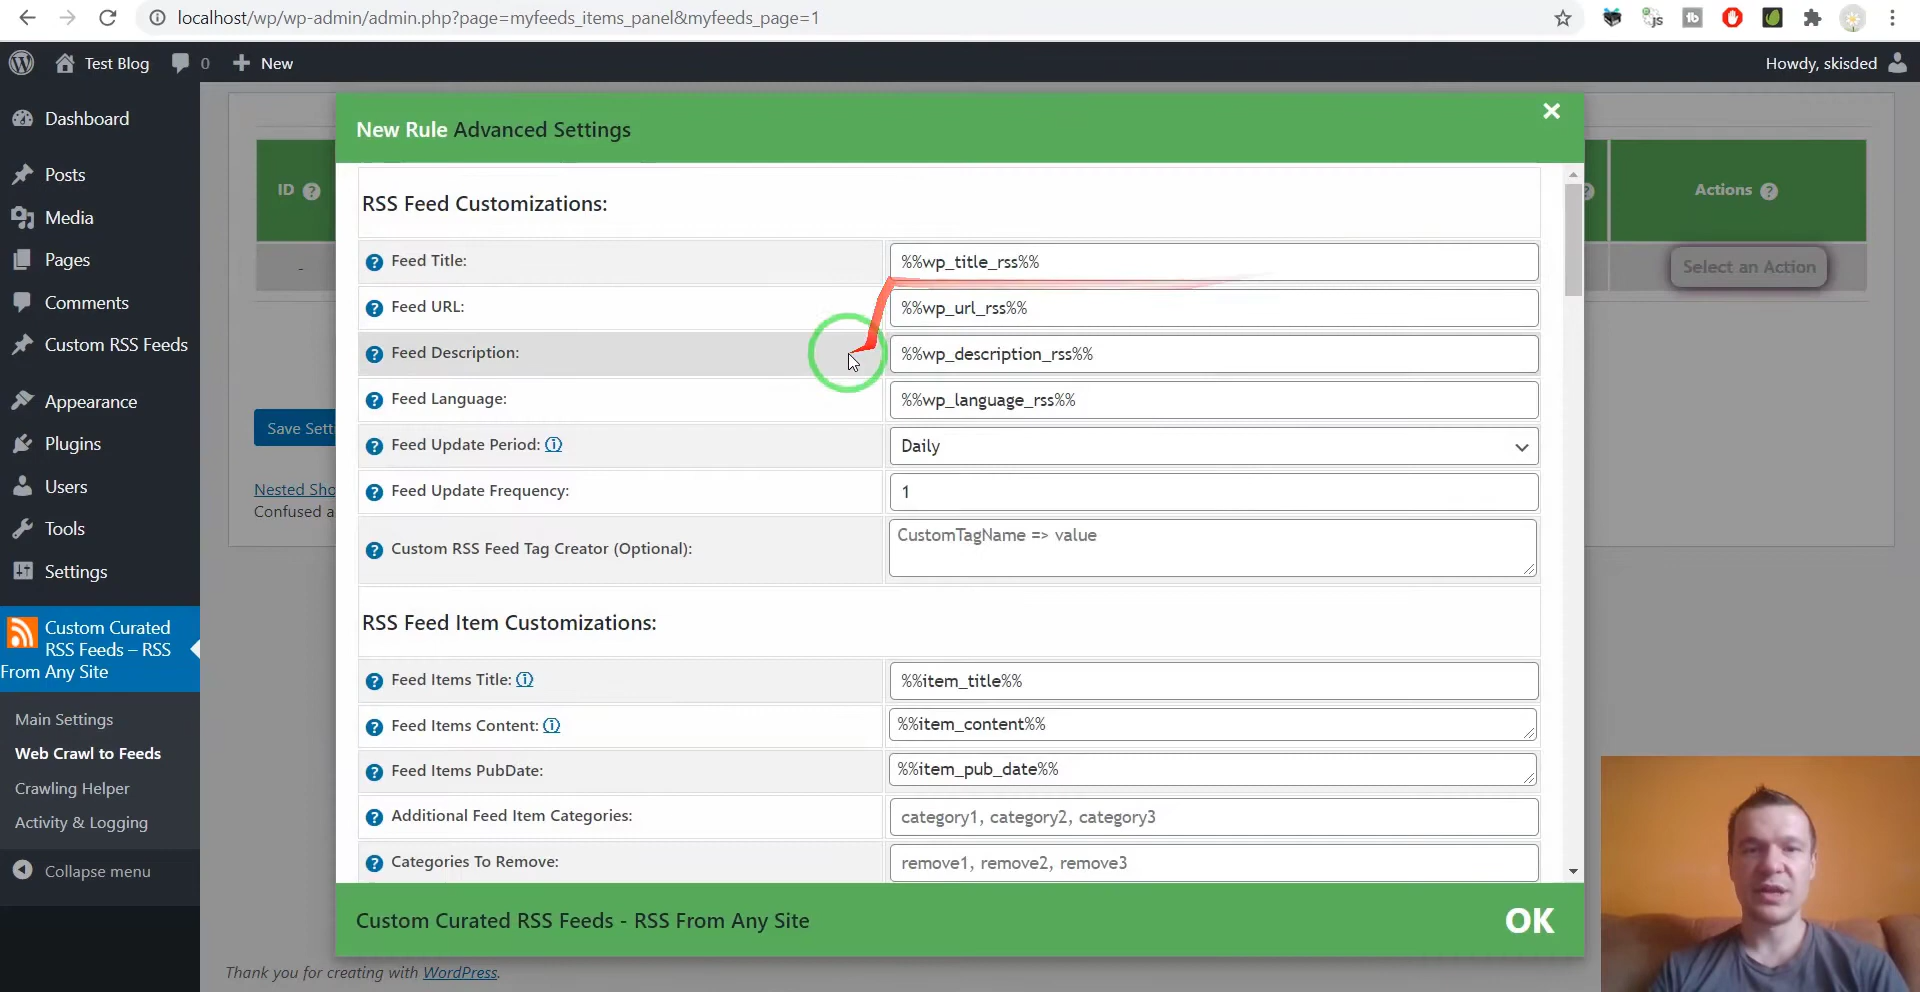 localhost/wp/wp-admin/admin.php?page=myfeeds_items_panel&myfeeds_page=1
Test Blog
0
New
Howdy, skisded
Dashboard
Posts
Media
Pages
Comments
Custom RSS Feeds
Appearance
Plugins
Users
Tools
Settings
Custom Curated
RSS Feeds – RSS
From Any Site
Main Settings
Web Crawl to Feeds
Crawling Helper
Activity & Logging
Collapse menu
ID
Actions
-
Select an Action
Save Sett
Nested Sho
Confused a
New Rule Advanced Settings
RSS Feed Customizations:
Feed Title:
%%wp_title_rss%%
Feed URL:
%%wp_url_rss%%
Feed Description:
%%wp_description_rss%%
Feed Language:
%%wp_language_rss%%
Feed Update Period:
Daily
Feed Update Frequency:
1
Custom RSS Feed Tag Creator (Optional):
CustomTagName => value
RSS Feed Item Customizations:
Feed Items Title:
%%item_title%%
Feed Items Content:
%%item_content%%
Feed Items PubDate:
%%item_pub_date%%
Additional Feed Item Categories:
category1, category2, category3
Categories To Remove:
remove1, remove2, remove3
Custom Curated RSS Feeds - RSS From Any Site
OK
Thank you for creating with WordPress.